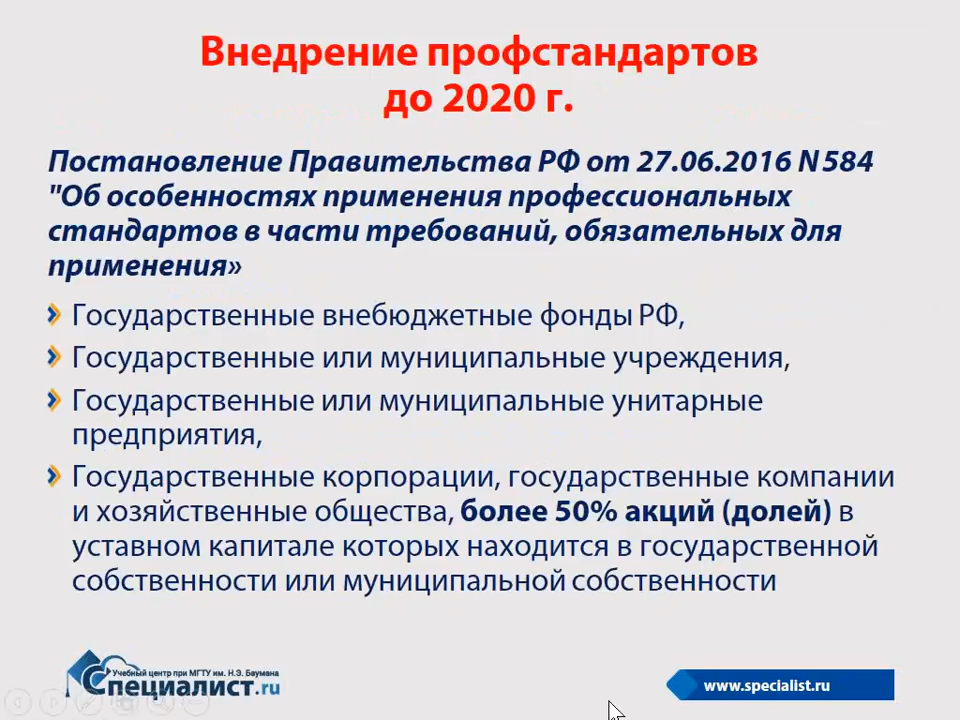 Внедрение профстандартов
до 2020 г.
Постановление Правительства РФ от 27.06.2016 N 584
"Об особенностях применения профессиональных
стандартов в части требований, обязательных для
применения»
Государственные внебюджетные фонды РФ,
Государственные или муниципальные учреждения,
Государственные или муниципальные унитарные
предприятия,
Государственные корпорации, государственные компании
и хозяйственные общества, более 50% акций (долей) в
уставном капитале которых находится в государственной
собственности или муниципальной собственности
Учебный центр при МГТУ им. Н.Э. Баумана
Специалист.ru
www.specialist.ru